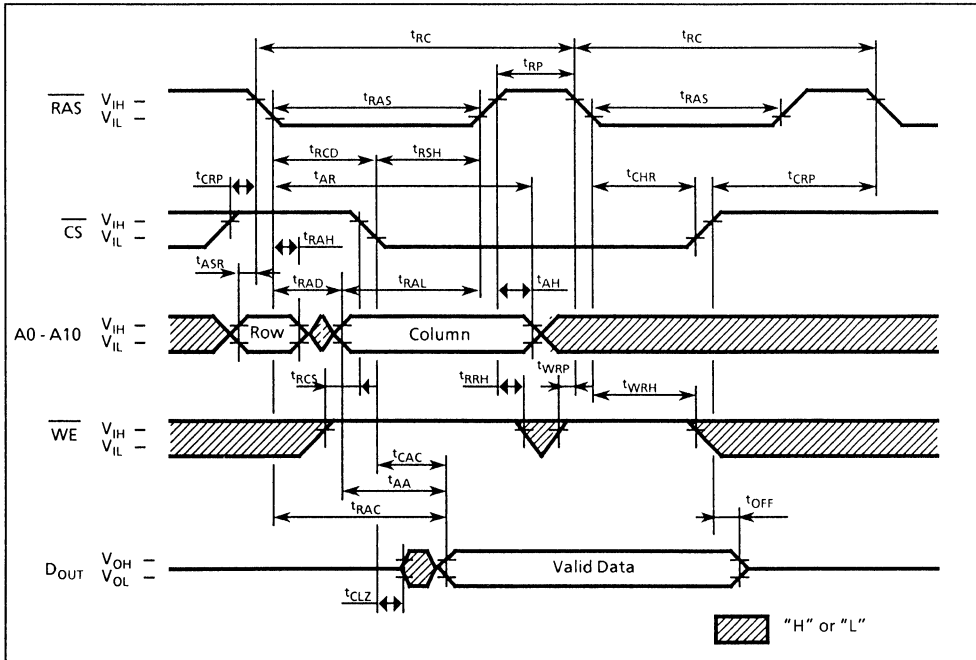 tRC tRC
tRP
RAS VIH
VIL
tRAS tRAS
tRCD tRSH
tCRP tAR tCHR tCRP
CS VIH
VIL
tRAH
tASR tRAD tRAL tAH
A0 - A10 VIH
VIL
Row Column
tRCS tRRH tWRP tWRH
WE VIH
VIL
tCAC
tAA
tRAC tOFF
DOUT VOH
VOL
Valid Data
tCLZ
"H" or "L"